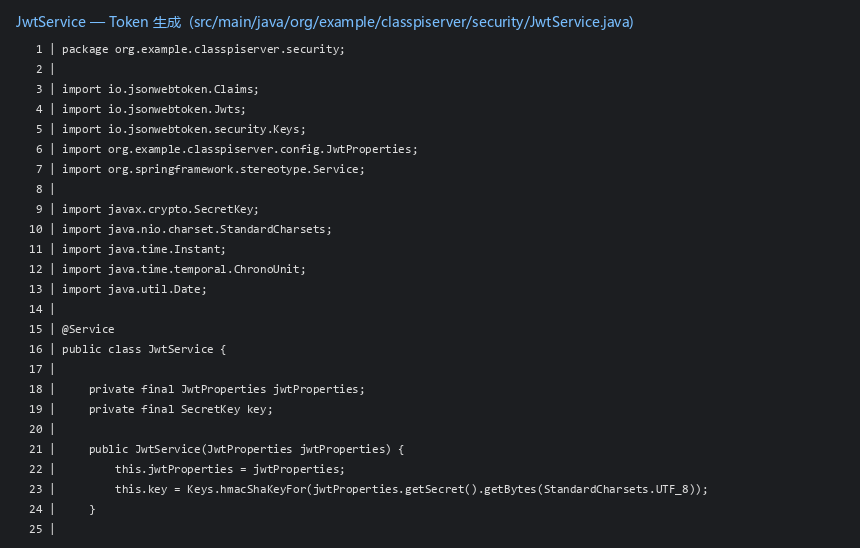 JwtService — Token 生成  (src/main/java/org/example/classpiserver/security/JwtService.java)
1 | package org.example.classpiserver.security;
2 |
3 | import io.jsonwebtoken.Claims;
4 | import io.jsonwebtoken.Jwts;
5 | import io.jsonwebtoken.security.Keys;
6 | import org.example.classpiserver.config.JwtProperties;
7 | import org.springframework.stereotype.Service;
8 |
9 | import javax.crypto.SecretKey;
10 | import java.nio.charset.StandardCharsets;
11 | import java.time.Instant;
12 | import java.time.temporal.ChronoUnit;
13 | import java.util.Date;
14 |
15 | @Service
16 | public class JwtService {
17 |
18 |     private final JwtProperties jwtProperties;
19 |     private final SecretKey key;
20 |
21 |     public JwtService(JwtProperties jwtProperties) {
22 |         this.jwtProperties = jwtProperties;
23 |         this.key = Keys.hmacShaKeyFor(jwtProperties.getSecret().getBytes(StandardCharsets.UTF_8));
24 |     }
25 |